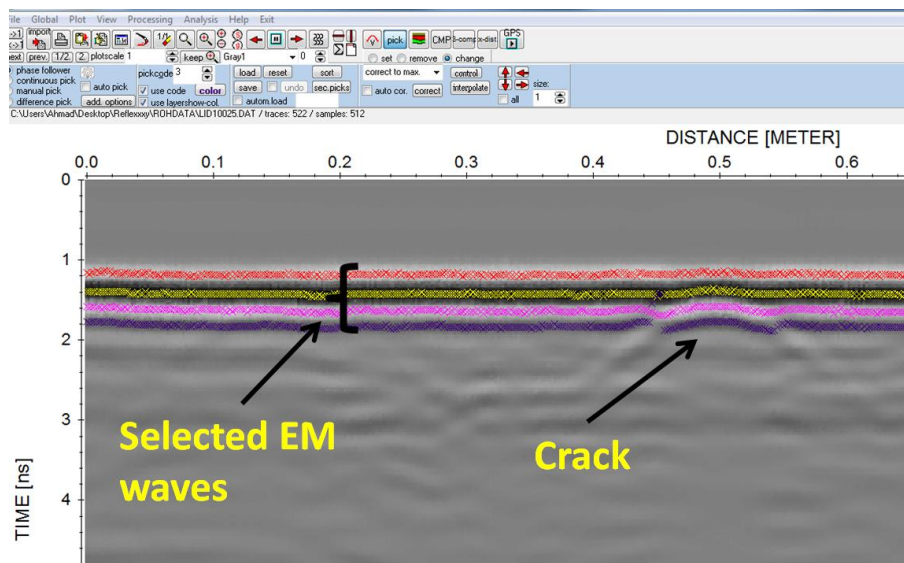 File Global Plot View Processing Analysis Help Exit
->1 import 1/2 CMP s-comp x-dist. GPS
<->1 pick
next prev. 1/2. 2. plotscale 1 keep Gray1 0 set remove change
phase follower pickcode 3 load reset sort correct to max. control size:
continuous pick auto pick use code color save undo sec.picks auto cor. correct interpolate all 1
manual pick
difference pick add. options use layershow-col. autom.load
C:\Users\Ahmad\Desktop\Reflexxxy\ROHDATA\LID10025.DAT / traces: 522 / samples: 512
DISTANCE [METER]
0.0 0.1 0.2 0.3 0.4 0.5 0.6
0
1
2
3
4
TIME [ns]
Selected EM
waves
Crack